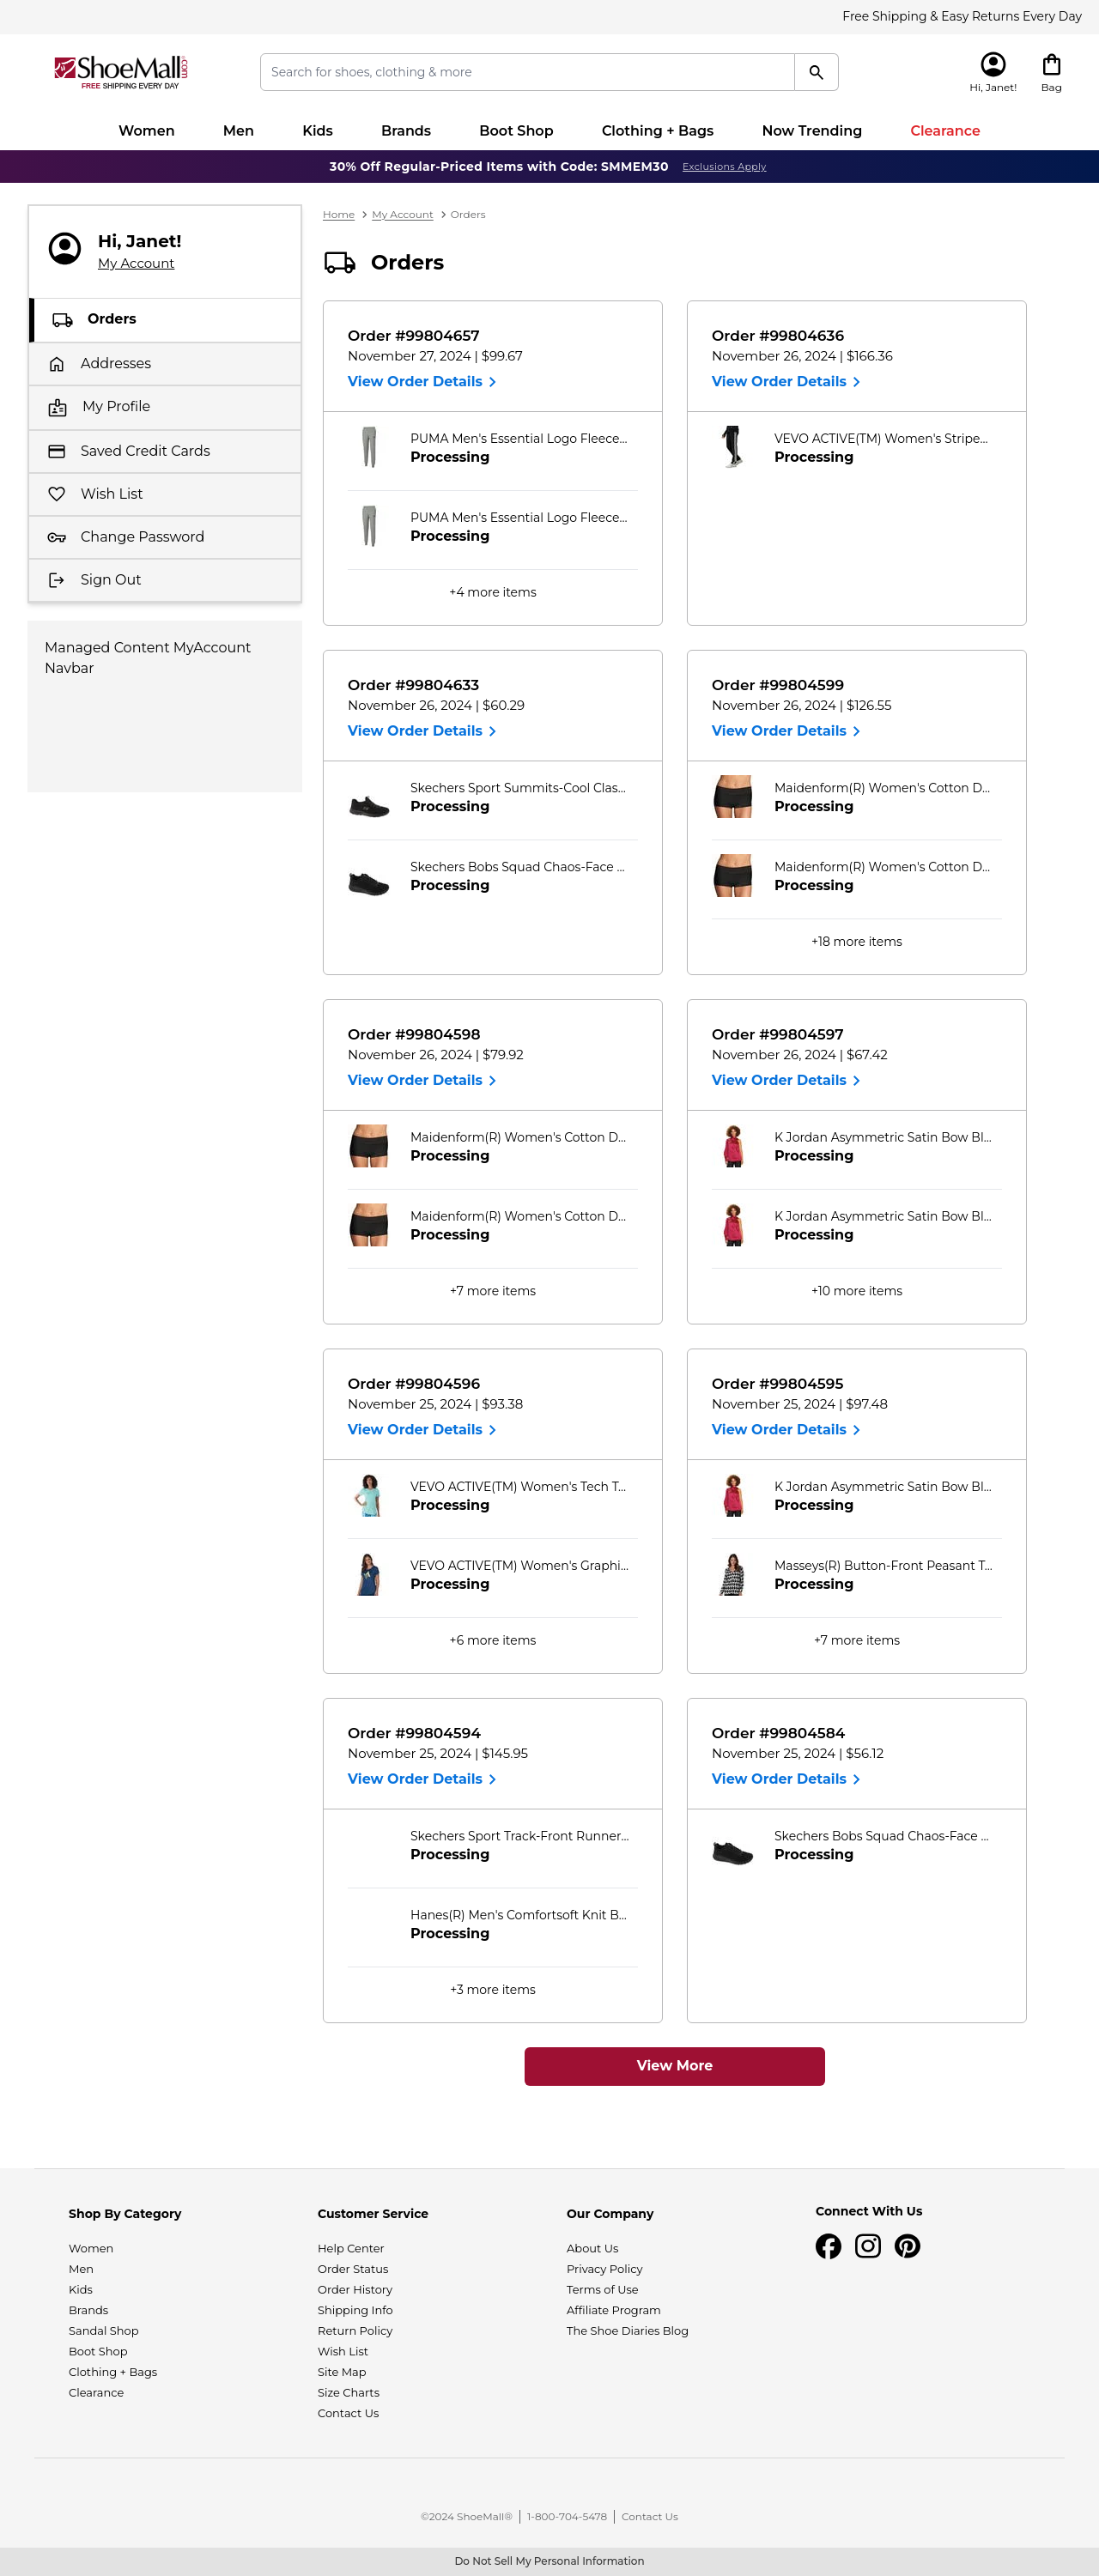 Free Shipping & Easy Returns Every Day
ShoeMall.com
FREE SHIPPING EVERY DAY
Search for shoes, clothing & more
Hi, Janet!
Bag
Women
Men
Kids
Brands
Boot Shop
Clothing + Bags
Now Trending
Clearance
30% Off Regular-Priced Items with Code: SMMEM30 Exclusions Apply
Hi, Janet!
My Account
Orders
Addresses
My Profile
Saved Credit Cards
Wish List
Change Password
Sign Out
Managed Content MyAccount
Navbar
Home > My Account > Orders
Orders
Order #99804657
November 27, 2024 | $99.67
View Order Details
PUMA Men's Essential Logo Fleece...
Processing
PUMA Men's Essential Logo Fleece...
Processing
+4 more items
Order #99804636
November 26, 2024 | $166.36
View Order Details
VEVO ACTIVE(TM) Women's Stripe...
Processing
Order #99804633
November 26, 2024 | $60.29
View Order Details
Skechers Sport Summits-Cool Clas...
Processing
Skechers Bobs Squad Chaos-Face ...
Processing
Order #99804599
November 26, 2024 | $126.55
View Order Details
Maidenform(R) Women's Cotton D...
Processing
Maidenform(R) Women's Cotton D...
Processing
+18 more items
Order #99804598
November 26, 2024 | $79.92
View Order Details
Maidenform(R) Women's Cotton D...
Processing
Maidenform(R) Women's Cotton D...
Processing
+7 more items
Order #99804597
November 26, 2024 | $67.42
View Order Details
K Jordan Asymmetric Satin Bow Bl...
Processing
K Jordan Asymmetric Satin Bow Bl...
Processing
+10 more items
Order #99804596
November 25, 2024 | $93.38
View Order Details
VEVO ACTIVE(TM) Women's Tech T...
Processing
VEVO ACTIVE(TM) Women's Graphi...
Processing
+6 more items
Order #99804595
November 25, 2024 | $97.48
View Order Details
K Jordan Asymmetric Satin Bow Bl...
Processing
Masseys(R) Button-Front Peasant T...
Processing
+7 more items
Order #99804594
November 25, 2024 | $145.95
View Order Details
Skechers Sport Track-Front Runner...
Processing
Hanes(R) Men's Comfortsoft Knit B...
Processing
+3 more items
Order #99804584
November 25, 2024 | $56.12
View Order Details
Skechers Bobs Squad Chaos-Face ...
Processing
View More
Shop By Category
Women
Men
Kids
Brands
Sandal Shop
Boot Shop
Clothing + Bags
Clearance
Customer Service
Help Center
Order Status
Order History
Shipping Info
Return Policy
Wish List
Site Map
Size Charts
Contact Us
Our Company
About Us
Privacy Policy
Terms of Use
Affiliate Program
The Shoe Diaries Blog
Connect With Us
©2024 ShoeMall® | 1-800-704-5478 | Contact Us
Do Not Sell My Personal Information